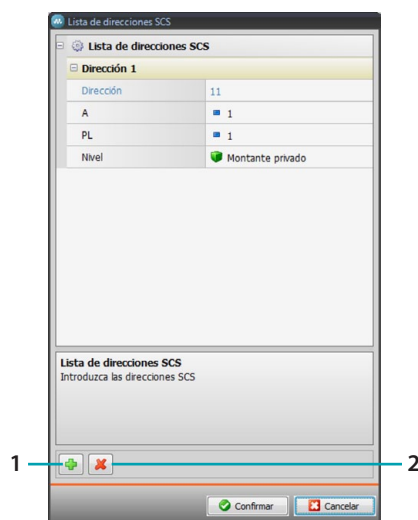 Lista de direcciones SCS
Lista de direcciones SCS
Dirección 1
Dirección 11
A 1
PL 1
Nivel Montante privado
Lista de direcciones SCS
Introduzca las direcciones SCS
1 2
Confirmar Cancelar